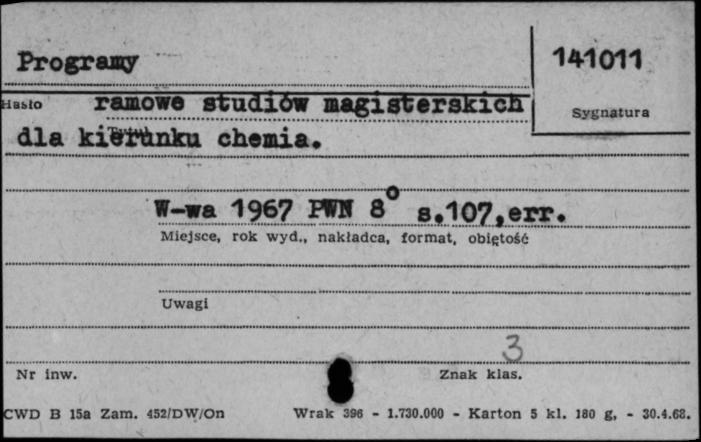 Programy
141011
Hasło ramowe studiów magisterskich
Sygnatura
dla kierunku chemia.
W-wa 1967 PWN 8° s.107,err.
Miejsce, rok wyd., nakładca, format, objętość
Uwagi
3
Nr inw.
Znak klas.
CWD B 15a Zam. 452/DW/On Wrak 396 - 1.730.000 - Karton 5 kl. 180 g, - 30.4.68.